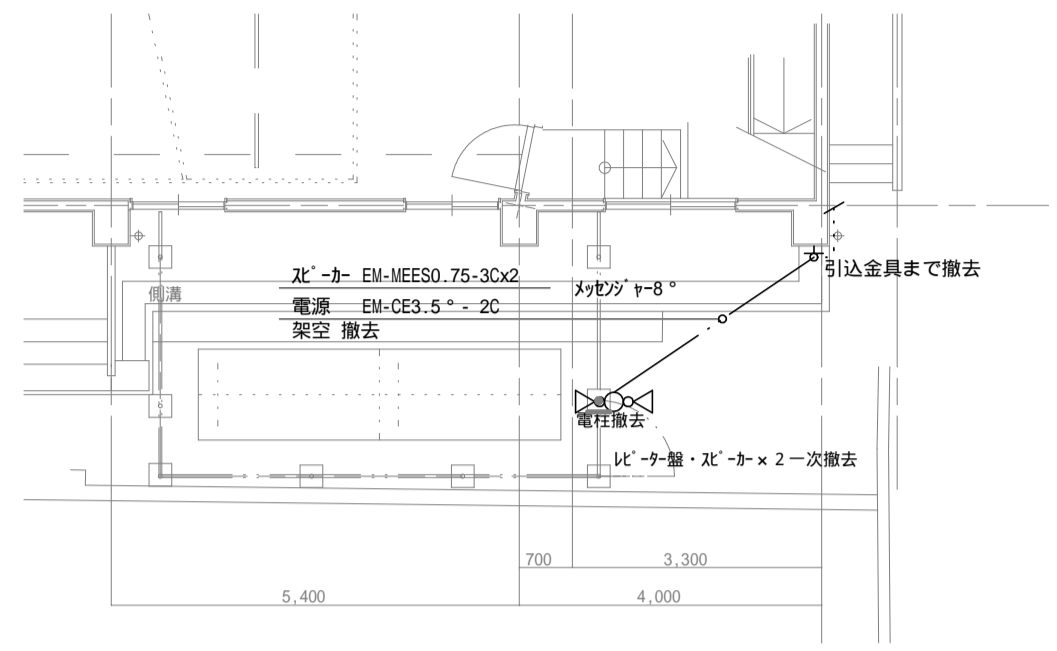 スピーカー EM-MEES0.75-3Cx2
メッセンジャー8°
引込金具まで撤去
側溝
電源 EM-CE3.5°- 2C
架空 撤去
電柱撤去
レピーター盤・スピーカー×2一次撤去
700
3,300
5,400
4,000